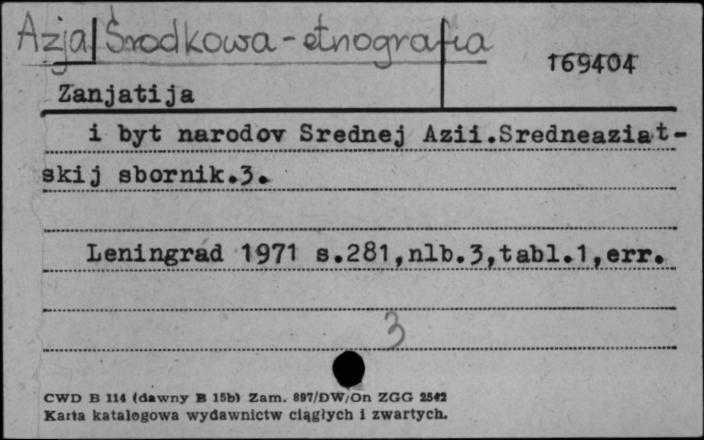 Azja Środkowa - etnografia
169404
Zanjatija
i byt narodov Srednej Azii.Sredneaziat-
skij sbornik.3.
Leningrad 1971 s.281,nlb.3,tabl.1,err.
3
CWD B 114 (dawny B 15b) Zam. 897/DW/On ZGG 2542
Karta katalogowa wydawnictw ciągłych i zwartych.